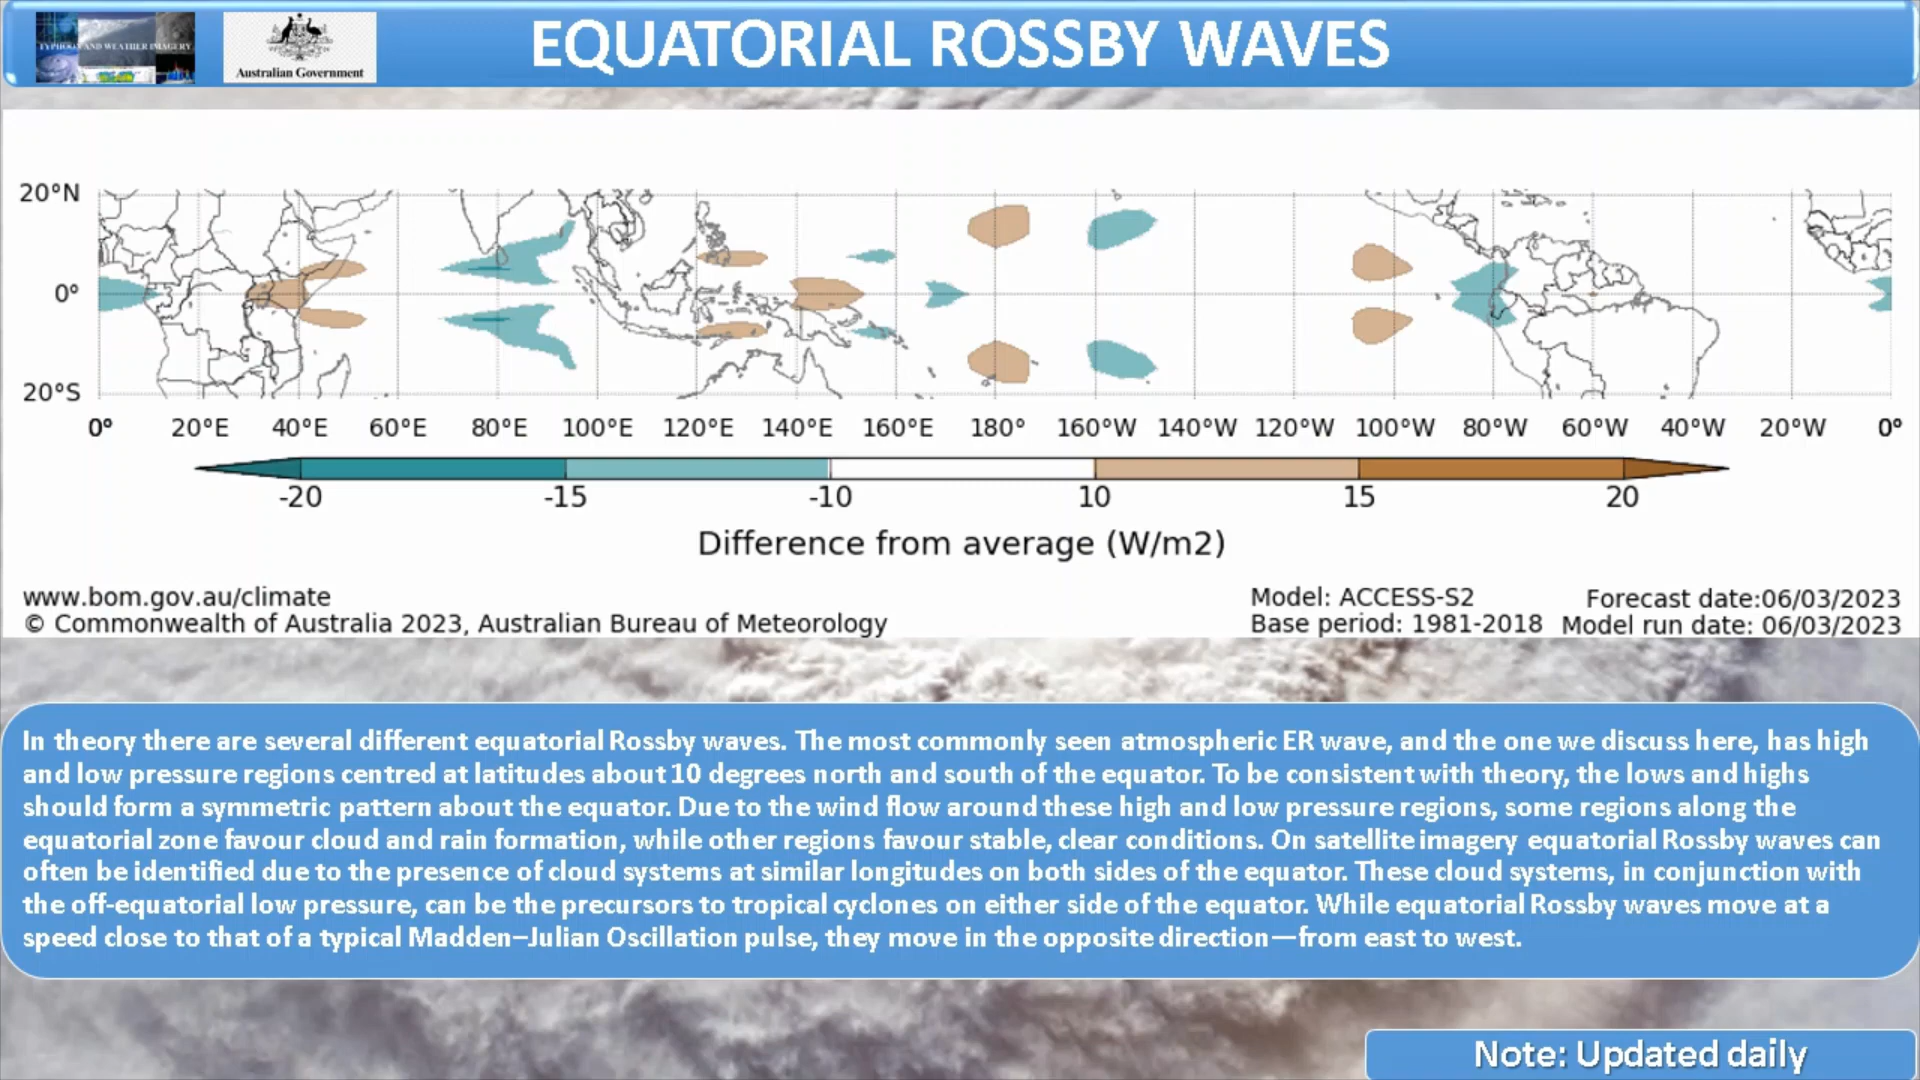 TYPHOON AND WEATHER IMAGERY
Australian Government
EQUATORIAL ROSSBY WAVES
20°N
0°
20°S
0° 20°E 40°E 60°E 80°E 100°E 120°E 140°E 160°E 180° 160°W 140°W 120°W 100°W 80°W 60°W 40°W 20°W 0°
-20 -15 -10 10 15 20
Difference from average (W/m2)
www.bom.gov.au/climate
© Commonwealth of Australia 2023, Australian Bureau of Meteorology
Model: ACCESS-S2
Base period: 1981-2018
Forecast date:06/03/2023
Model run date: 06/03/2023
In theory there are several different equatorial Rossby waves. The most commonly seen atmospheric ER wave, and the one we discuss here, has high
and low pressure regions centred at latitudes about 10 degrees north and south of the equator. To be consistent with theory, the lows and highs
should form a symmetric pattern about the equator. Due to the wind flow around these high and low pressure regions, some regions along the
equatorial zone favour cloud and rain formation, while other regions favour stable, clear conditions. On satellite imagery equatorial Rossby waves can
often be identified due to the presence of cloud systems at similar longitudes on both sides of the equator. These cloud systems, in conjunction with
the off-equatorial low pressure, can be the precursors to tropical cyclones on either side of the equator. While equatorial Rossby waves move at a
speed close to that of a typical Madden–Julian Oscillation pulse, they move in the opposite direction—from east to west.
Note: Updated daily